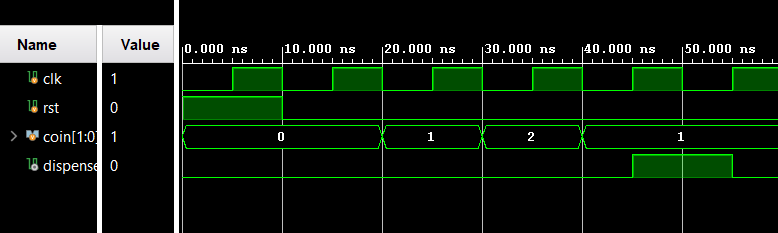 Name Value
0.000 ns 10.000 ns 20.000 ns 30.000 ns 40.000 ns 50.000 ns
clk 1
rst 0
coin[1:0] 1 0 1 2 1
dispense 0